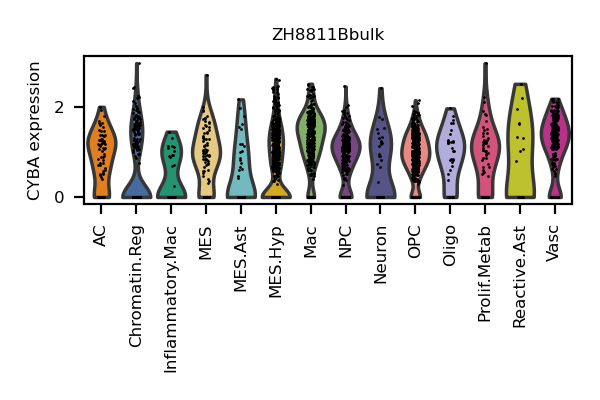 ZH8811Bbulk
CYBA expression
2
0
AC
Chromatin.Reg
Inflammatory.Mac
MES
MES.Ast
MES.Hyp
Mac
NPC
Neuron
OPC
Oligo
Prolif.Metab
Reactive.Ast
Vasc